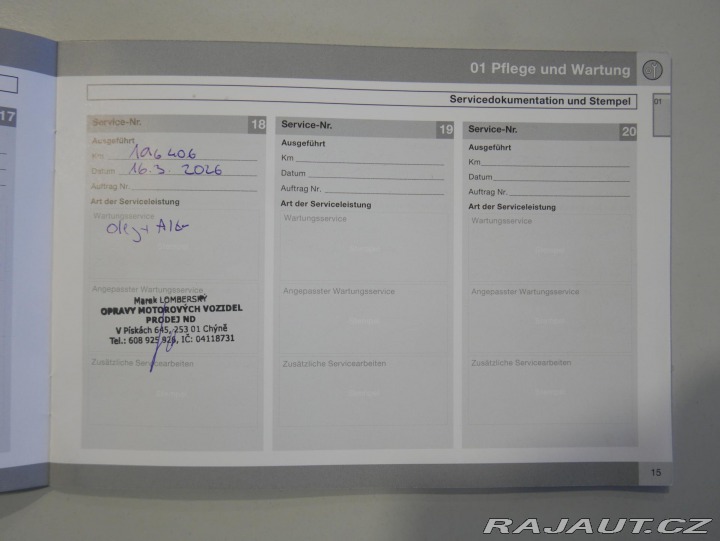 01 Pflege und Wartung
Servicedokumentation und Stempel
01
17
Service-Nr. 18
Ausgeführt
Km 196406
Datum 16.3. 2026
Auftrag Nr.
Art der Serviceleistung
Wartungsservice
Olej +
Angepasster Wartungsservice
Marek LOMBERSKÝ
OPRAVY MOTOROVÝCH VOZIDEL
PRODEJ ND
V Pískách 645, 253 01 Chýně
Tel.: 608 925 926, IČ: 04118731
Zusätzliche Servicearbeiten
Service-Nr. 19
Ausgeführt
Km
Datum
Auftrag Nr.
Art der Serviceleistung
Wartungsservice
Angepasster Wartungsservice
Zusätzliche Servicearbeiten
Service-Nr. 20
Ausgeführt
Km
Datum
Auftrag Nr.
Art der Serviceleistung
Wartungsservice
Angepasster Wartungsservice
Zusätzliche Servicearbeiten
15
RAJAUT.CZ